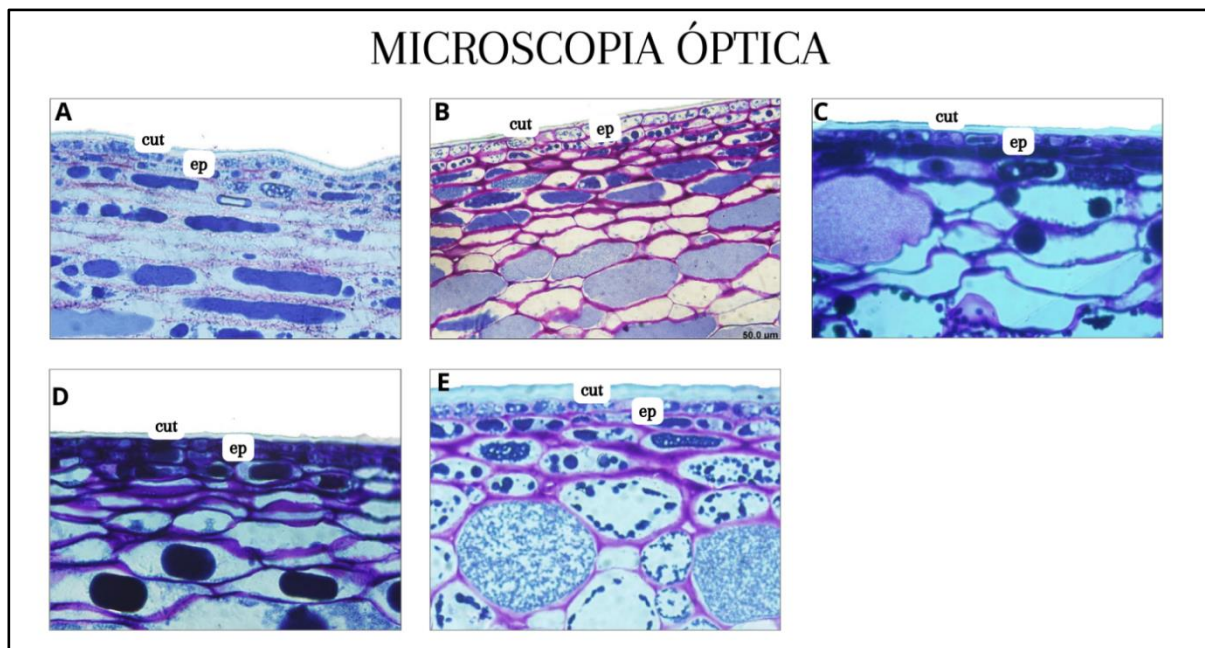 MICROSCOPIA ÓPTICA
A
cut
ep
B
cut
ep
50.0 µm
C
cut
ep
D
cut
ep
E
cut
ep